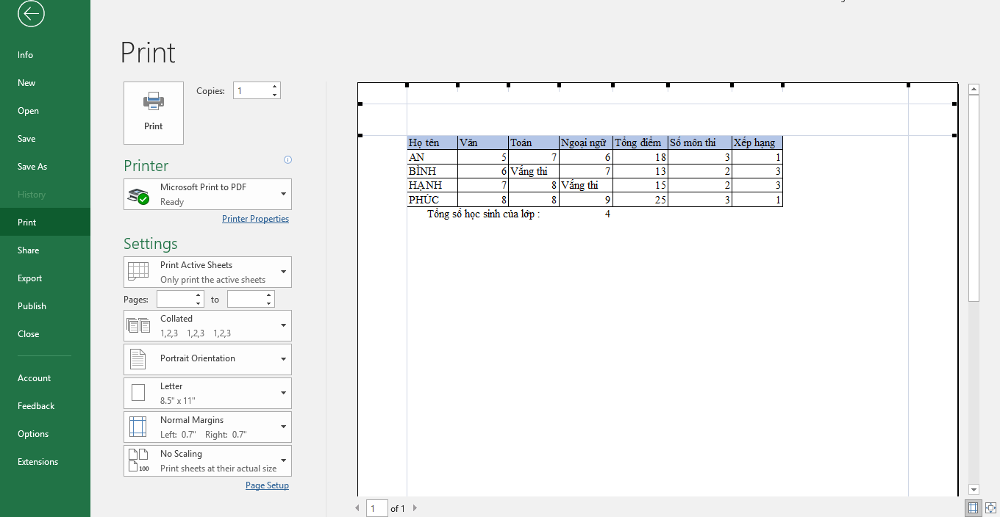 Info
New
Open
Save
Save As
History
Print
Share
Export
Publish
Close
Account
Feedback
Options
Extensions
Print
Print
Copies: 1
Printer
Microsoft Print to PDF
Ready
Printer Properties
Settings
Print Active Sheets
Only print the active sheets
Pages: to
Collated
1,2,3 1,2,3 1,2,3
Portrait Orientation
Letter
8.5" x 11"
Normal Margins
Left: 0.7" Right: 0.7"
No Scaling
100 Print sheets at their actual size
Page Setup
Họ tên Văn Toán Ngoại ngữ Tổng điểm Số môn thi Xếp hạng
AN 5 7 6 18 3 1
BÌNH 6 Vắng thi 7 13 2 3
HẠNH 7 8 Vắng thi 15 2 3
PHÚC 8 8 9 25 3 1
Tổng số học sinh của lớp : 4
1 of 1